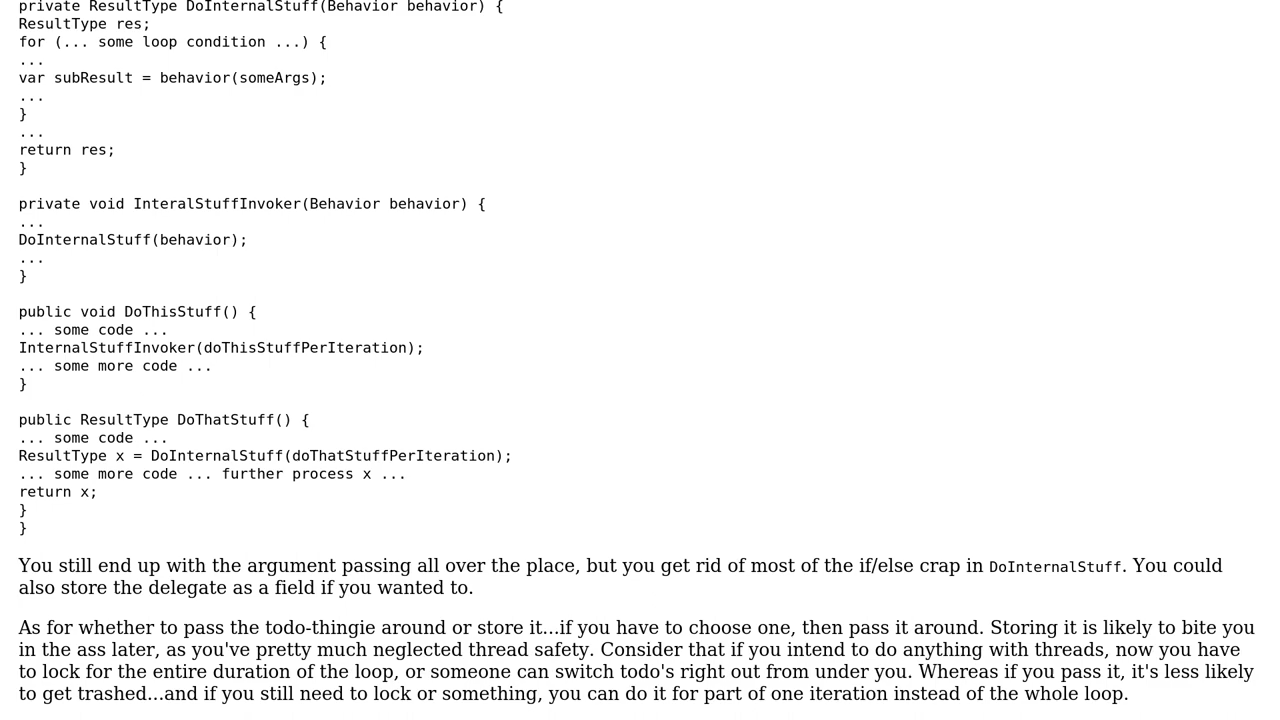 private ResultType DoInternalStuff(Behavior behavior) {
ResultType res;
for (... some loop condition ...) {
...
var subResult = behavior(someArgs);
...
}
...
return res;
}
private void InteralStuffInvoker(Behavior behavior) {
...
DoInternalStuff(behavior);
...
}
public void DoThisStuff() {
... some code ...
InternalStuffInvoker(doThisStuffPerIteration);
... some more code ...
}
public ResultType DoThatStuff() {
... some code ...
ResultType x = DoInternalStuff(doThatStuffPerIteration);
... some more code ... further process x ...
return x;
}
}
You still end up with the argument passing all over the place, but you get rid of most of the if/else crap in DoInternalStuff. You could
also store the delegate as a field if you wanted to.
As for whether to pass the todo-thingie around or store it...if you have to choose one, then pass it around. Storing it is likely to bite you
in the ass later, as you've pretty much neglected thread safety. Consider that if you intend to do anything with threads, now you have
to lock for the entire duration of the loop, or someone can switch todo's right out from under you. Whereas if you pass it, it's less likely
to get trashed...and if you still need to lock or something, you can do it for part of one iteration instead of the whole loop.